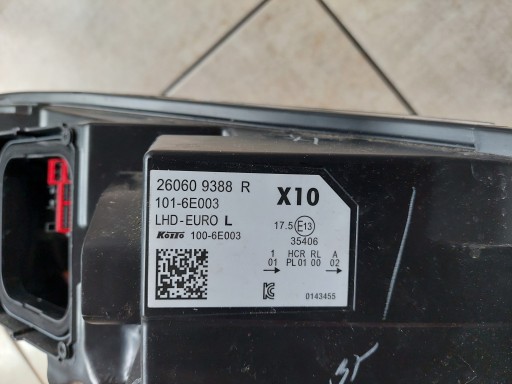 26060 9388 R
X10
101-6E003
LHD-EURO L
17.5 E13
Koito 100-6E003
35406
1 HCR RL A
01 PL 01 00 02
0143455